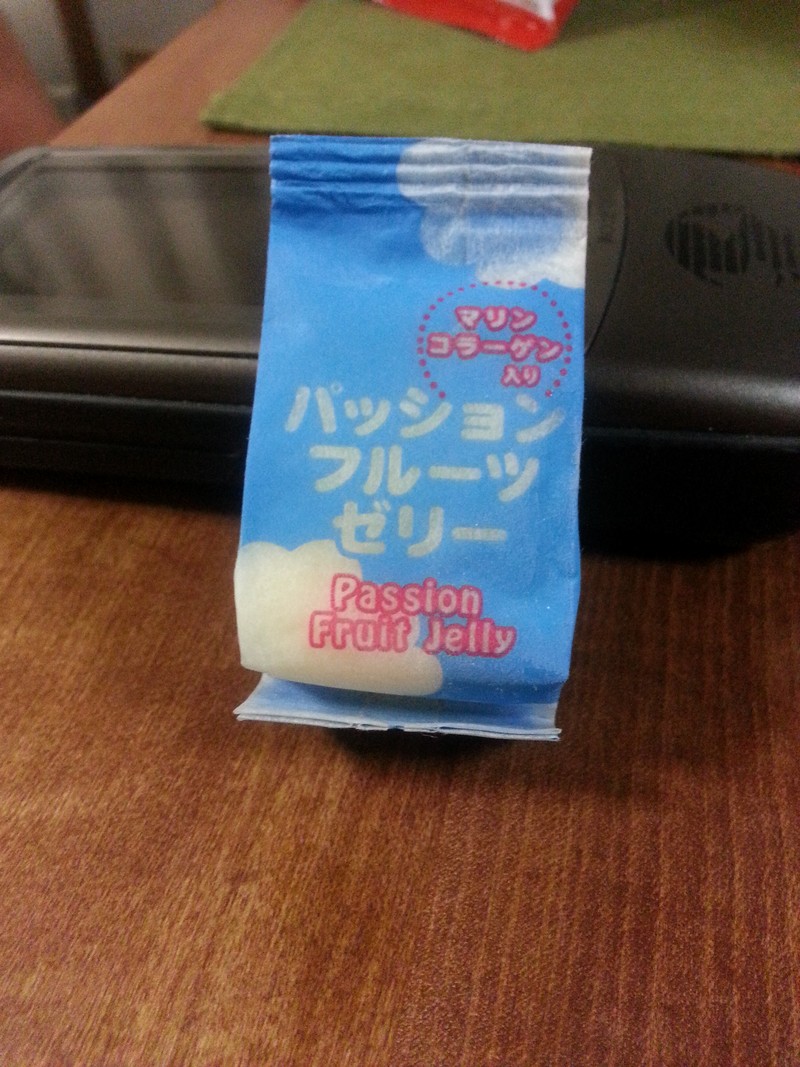 マリン
コラーゲン
入り
パッション
フルーツ
ゼリー
Passion
Fruit Jelly